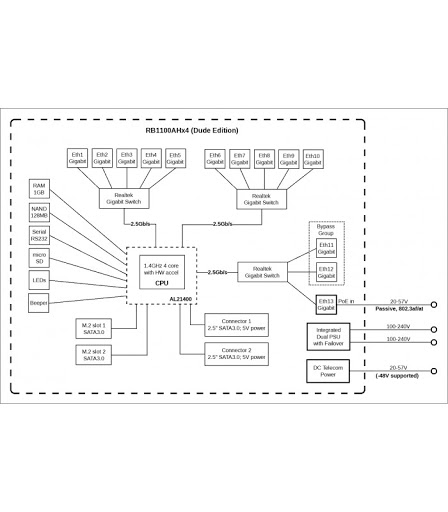 RB1100AHx4 (Dude Edition)
Eth1 Gigabit
Eth2 Gigabit
Eth3 Gigabit
Eth4 Gigabit
Eth5 Gigabit
Eth6 Gigabit
Eth7 Gigabit
Eth8 Gigabit
Eth9 Gigabit
Eth10 Gigabit
Realtek
Gigabit Switch
Realtek
Gigabit Switch
RAM
1GB
NAND
128MB
Serial
RS232
micro
SD
LEDs
Beeper
2.5Gb/s
2.5Gb/s
1.4GHz 4 core
with HW accel
CPU
AL21400
2.5Gb/s
Realtek
Gigabit Switch
Bypass
Group
Eth11
Gigabit
Eth12
Gigabit
Eth13
Gigabit
PoE in
20-57V
Passive, 802.3af/at
M.2 slot 1
SATA3.0
M.2 slot 2
SATA3.0
Connector 1
2.5" SATA3.0; 5V power
Connector 2
2.5" SATA3.0; 5V power
Integrated
Dual PSU
with Failover
100-240V
100-240V
DC Telecom
Power
20-57V
(-48V supported)